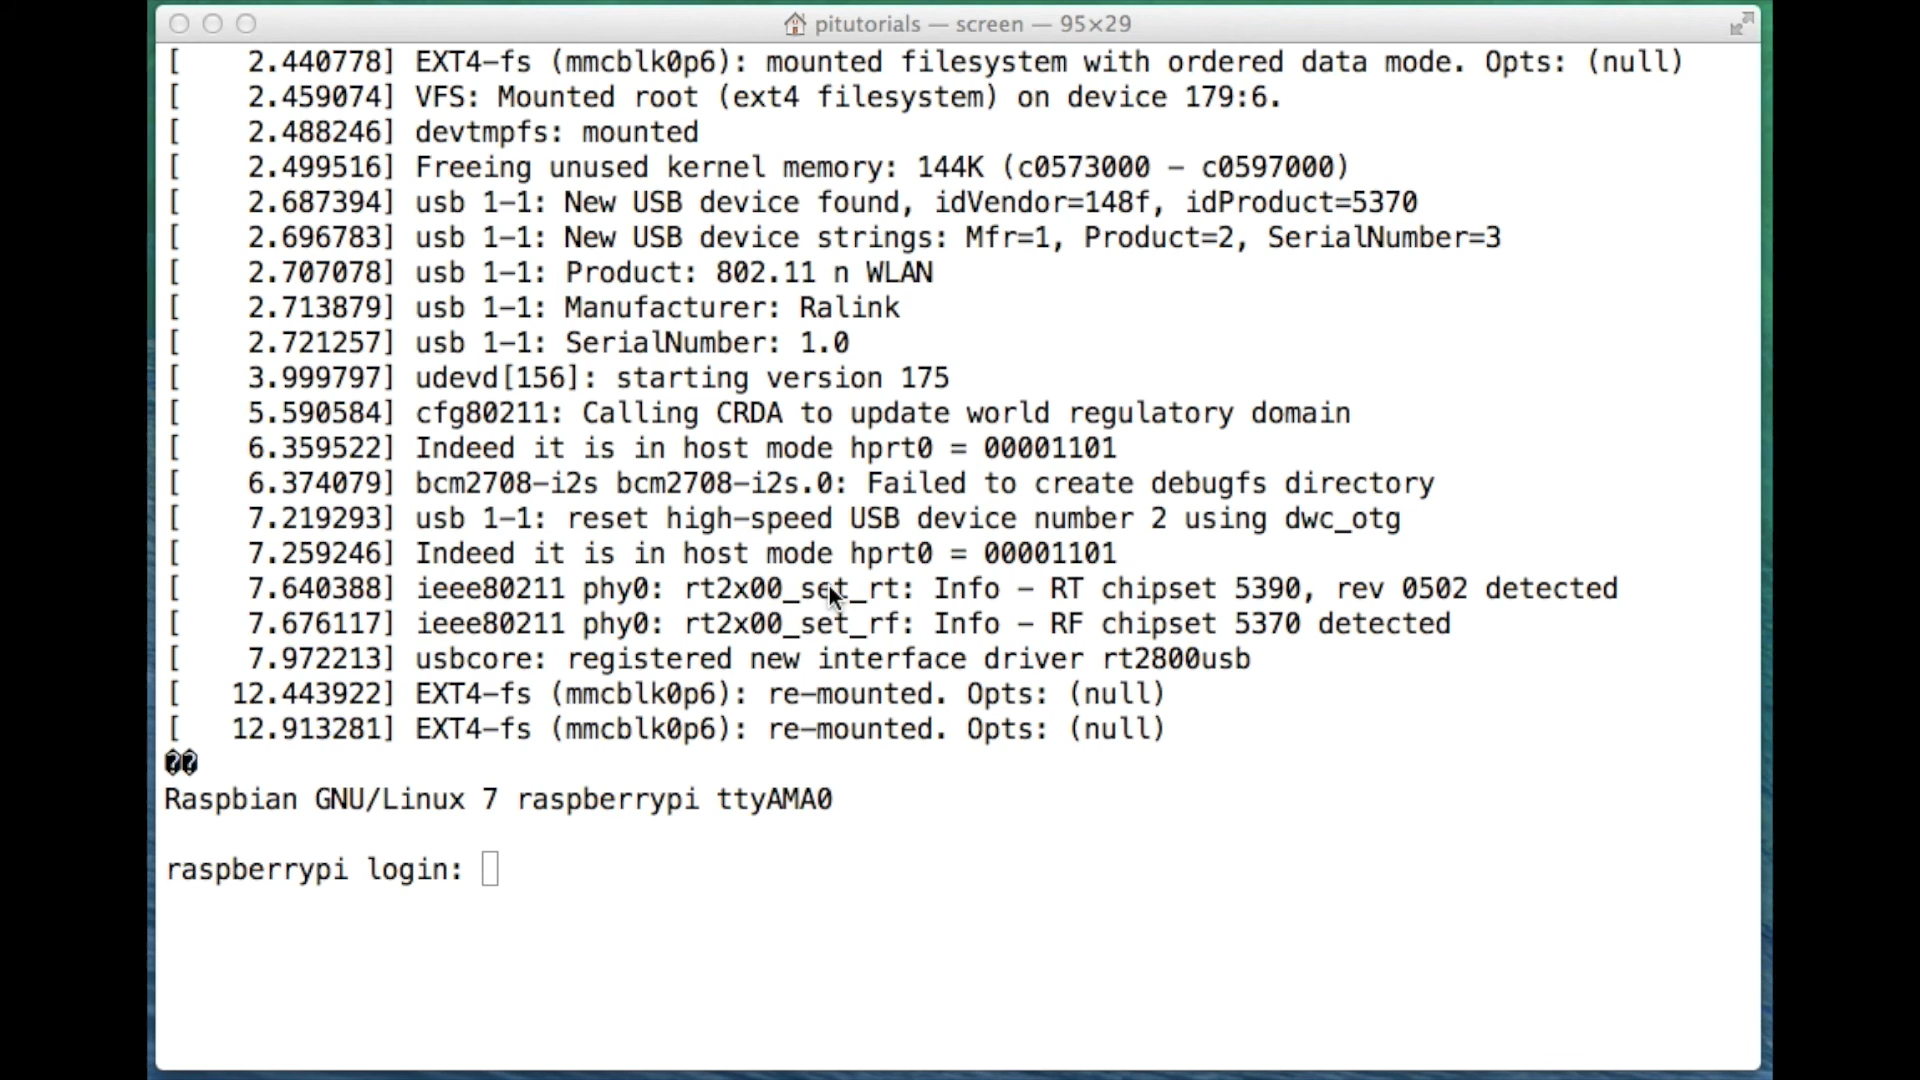 pitutorials — screen — 95×29
[    2.440778] EXT4-fs (mmcblk0p6): mounted filesystem with ordered data mode. Opts: (null)
[    2.459074] VFS: Mounted root (ext4 filesystem) on device 179:6.
[    2.488246] devtmpfs: mounted
[    2.499516] Freeing unused kernel memory: 144K (c0573000 - c0597000)
[    2.687394] usb 1-1: New USB device found, idVendor=148f, idProduct=5370
[    2.696783] usb 1-1: New USB device strings: Mfr=1, Product=2, SerialNumber=3
[    2.707078] usb 1-1: Product: 802.11 n WLAN
[    2.713879] usb 1-1: Manufacturer: Ralink
[    2.721257] usb 1-1: SerialNumber: 1.0
[    3.999797] udevd[156]: starting version 175
[    5.590584] cfg80211: Calling CRDA to update world regulatory domain
[    6.359522] Indeed it is in host mode hprt0 = 00001101
[    6.374079] bcm2708-i2s bcm2708-i2s.0: Failed to create debugfs directory
[    7.219293] usb 1-1: reset high-speed USB device number 2 using dwc_otg
[    7.259246] Indeed it is in host mode hprt0 = 00001101
[    7.640388] ieee80211 phy0: rt2x00_set_rt: Info - RT chipset 5390, rev 0502 detected
[    7.676117] ieee80211 phy0: rt2x00_set_rf: Info - RF chipset 5370 detected
[    7.972213] usbcore: registered new interface driver rt2800usb
[   12.443922] EXT4-fs (mmcblk0p6): re-mounted. Opts: (null)
[   12.913281] EXT4-fs (mmcblk0p6): re-mounted. Opts: (null)
��
Raspbian GNU/Linux 7 raspberrypi ttyAMA0
raspberrypi login: